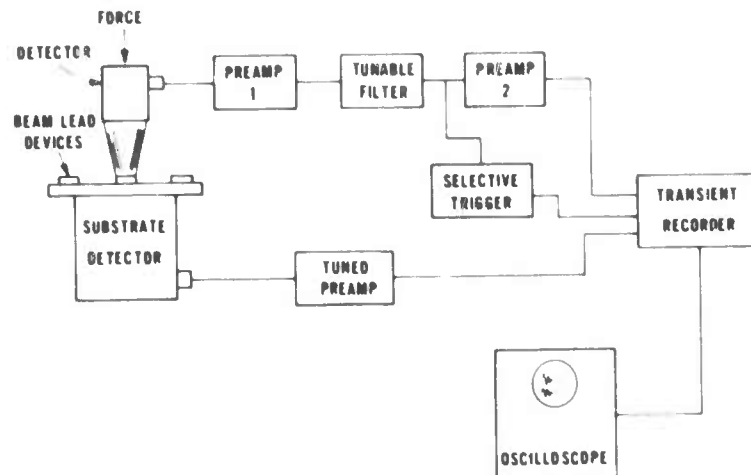 FORCE
DETECTOR
PREAMP
1
TUNABLE
FILTER
PREAMP
2
BEAM LEAD
DEVICES
SELECTIVE
TRIGGER
TRANSIENT
RECORDER
SUBSTRATE
DETECTOR
TUNED
PREAMP
OSCILLOSCOPE